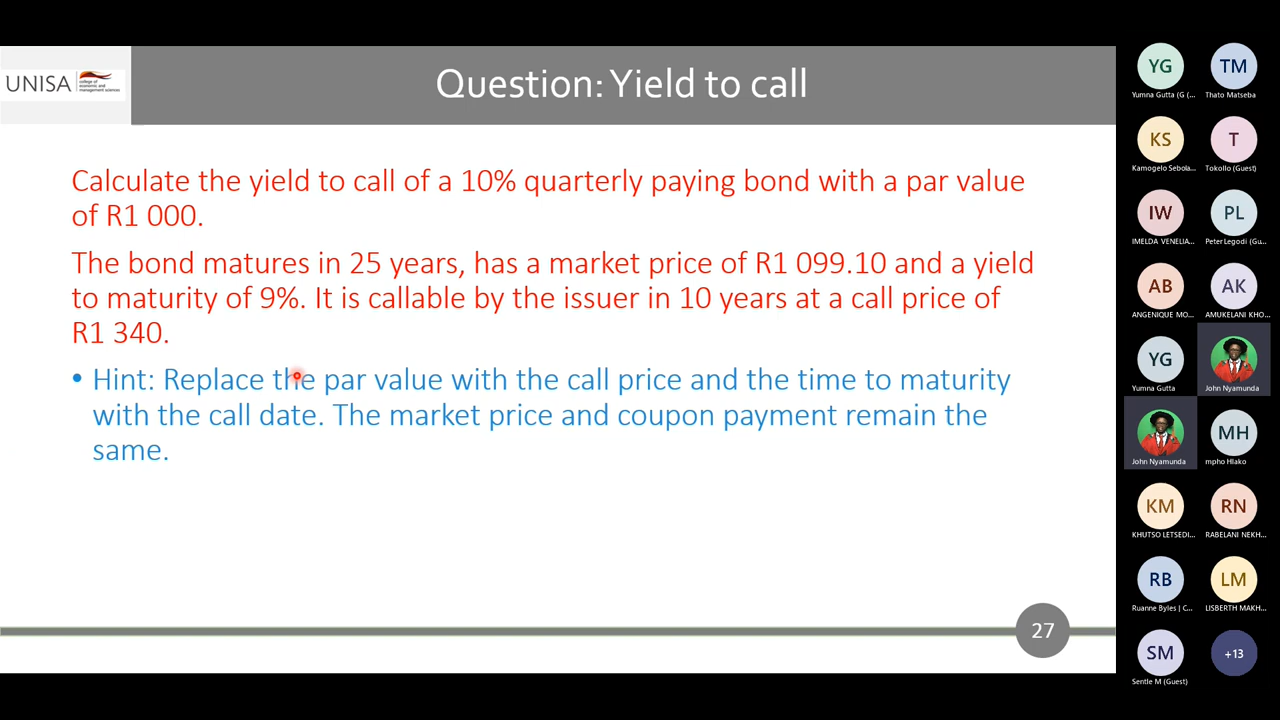 UNISA
college of
economic and
management sciences
Question: Yield to call
Calculate the yield to call of a 10% quarterly paying bond with a par value
of R1 000.
The bond matures in 25 years, has a market price of R1 099.10 and a yield
to maturity of 9%. It is callable by the issuer in 10 years at a call price of
R1 340.
• Hint: Replace the par value with the call price and the time to maturity
with the call date. The market price and coupon payment remain the
same.
27
YG
Yumna Gutta (G (...
TM
Thato Matseba
KS
Kamogelo Sebola...
T
Tokollo (Guest)
IW
IMELDA VENELIA...
PL
Peter Legodi (Gu...
AB
ANGENIQUE MO...
AK
AMUKELANI KHO...
YG
Yumna Gutta
John Nyamunda
John Nyamunda
MH
mpho Hlako
KM
KHUTSO LETSEDI...
RN
RABELANI NEKH...
RB
Ruanne Byles | C...
LM
LISBERTH MAKH...
SM
Sentle M (Guest)
+13